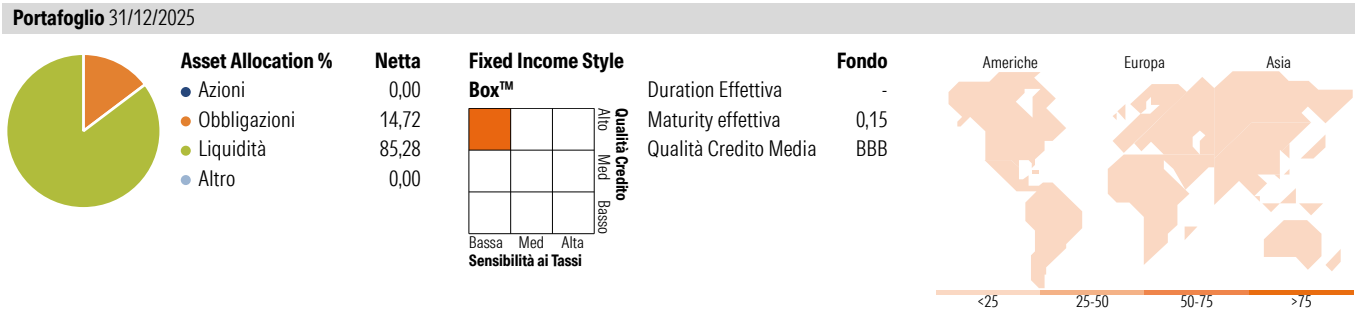 Portafoglio 31/12/2025
Asset Allocation % Netta
Azioni 0,00
Obbligazioni 14,72
Liquidità 85,28
Altro 0,00
Fixed Income Style
Box™
Alto Med Basso
Qualità Credito
Bassa Med Alta
Sensibilità ai Tassi
Fondo
Duration Effettiva -
Maturity effettiva 0,15
Qualità Credito Media BBB
Americhe Europa Asia
<25 25-50 50-75 >75